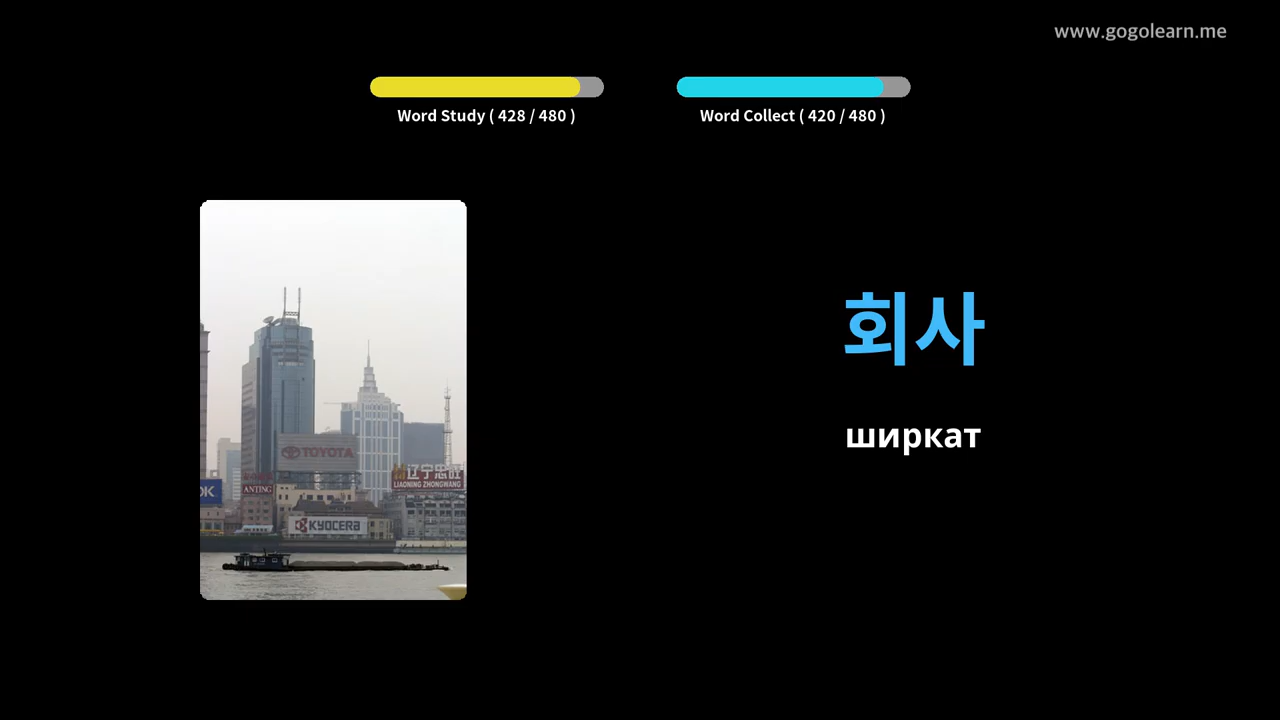 www.gogolearn.me
Word Study ( 428 / 480 )
Word Collect ( 420 / 480 )
회사
ширкат
TOYOTA
辽宁忠旺
LIAONING ZHONGWANG
OK
ANTING
KYOCERA